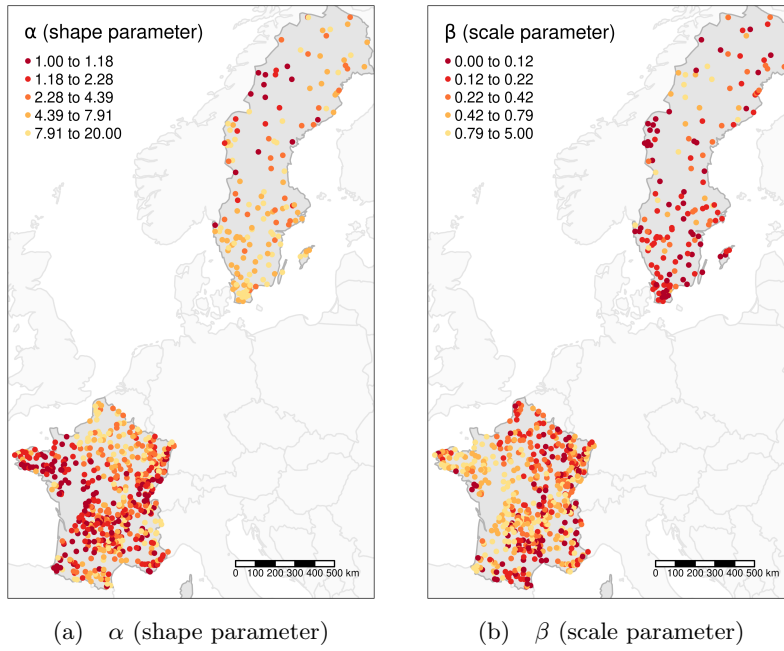 α (shape parameter)
1.00 to 1.18
1.18 to 2.28
2.28 to 4.39
4.39 to 7.91
7.91 to 20.00
0 100 200 300 400 500 km
(a) α (shape parameter)
β (scale parameter)
0.00 to 0.12
0.12 to 0.22
0.22 to 0.42
0.42 to 0.79
0.79 to 5.00
0 100 200 300 400 500 km
(b) β (scale parameter)